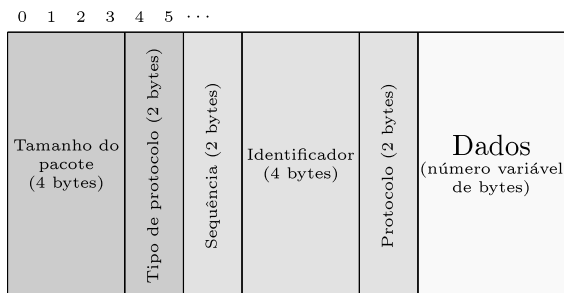 0 1 2 3 4 5 ···
Tamanho do
pacote
(4 bytes)
Tipo de protocolo (2 bytes)
Sequência (2 bytes)
Identificador
(4 bytes)
Protocolo (2 bytes)
Dados
(número variável
de bytes)